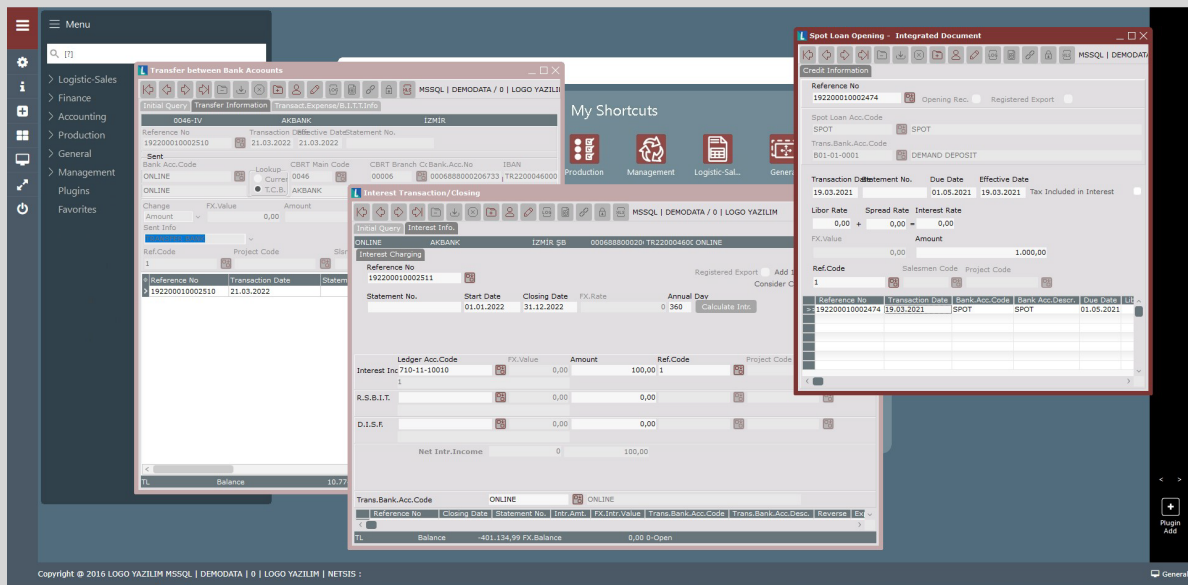 Menu
[?]
Logistic-Sales
Finance
Accounting
Production
General
Management
Plugins
Favorites
My Shortcuts
Production
Management
Logistic-Sal...
Transfer between Bank Acoounts
MSSQL | DEMODATA / 0 | LOGO YAZILI
Initial Query Transfer Information Transact.Expense/B.I.T.T.Info
0046-IV AKBANK İZMİR
Reference No Transaction Effective Date Statement No.
192200010002510 21.03.2022 21.03.2022
Sent
Bank Acc.Code Lookup CBRT Main Code CBRT Branch Bank.Acc.No IBAN
ONLINE 0046 00006 0006888000206733 TR2200046000
ONLINE T.C.B. AKBANK
Change FX.Value Amount
Amount 0,00
Sent Info
Ref.Code Project Code
1
Reference No Transaction Date
192200010002510 21.03.2022
TL Balance
Interest Transaction/Closing
MSSQL | DEMODATA / 0 | LOGO YAZILIM
Initial Query Interest Info.
ONLINE AKBANK İZMİR ŞB ONLINE
Interest Charging
Reference No
192200010002511
Registered Export
Statement No. Start Date Closing Date FX.Rate Annual Day
01.01.2022 31.12.2022 0 360 Calculate Intr.
Ledger Acc.Code FX.Value Amount Ref.Code Project Code
710-11-10010 0,00 100,00 1
1
R.S.B.I.T. 0,00 0,00
D.I.S.F. 0,00 0,00
Net Intr.Income 0 100,00
Trans.Bank.Acc.Code ONLINE ONLINE
Reference No Closing Date Statement No. Intr.Amt. FX.Intr.Value Trans.Bank.Acc.Code Trans.Bank.Acc.Desc. Reverse
TL Balance -401.134,99 FX.Balance 0,00 0-Open
Spot Loan Opening - Integrated Document
MSSQL | DEMODATA
Credit Information
Reference No
192200010002474 Opening Rec. Registered Export
Spot Loan Acc.Code
SPOT SPOT
Trans.Bank.Acc.Code
B01-01-0001 DEMAND DEPOSIT
Transaction Statement No. Due Date Effective Date
19.03.2021 01.05.2021 19.03.2021 Tax Included in Interest
Libor Rate Spread Rate Interest Rate
0,00 + 0,00 = 0,00
FX.Value Amount
0,00 1.000,00
Ref.Code Salesmen Code Project Code
1
Reference No Transaction Date Bank.Acc.Code Bank Acc.Descr. Due Date
192200010002474 19.03.2021 SPOT SPOT 01.05.2021
Plugin
Add
Copyright @ 2016 LOGO YAZILIM MSSQL | DEMODATA | 0 | LOGO YAZILIM | NETSIS :
General